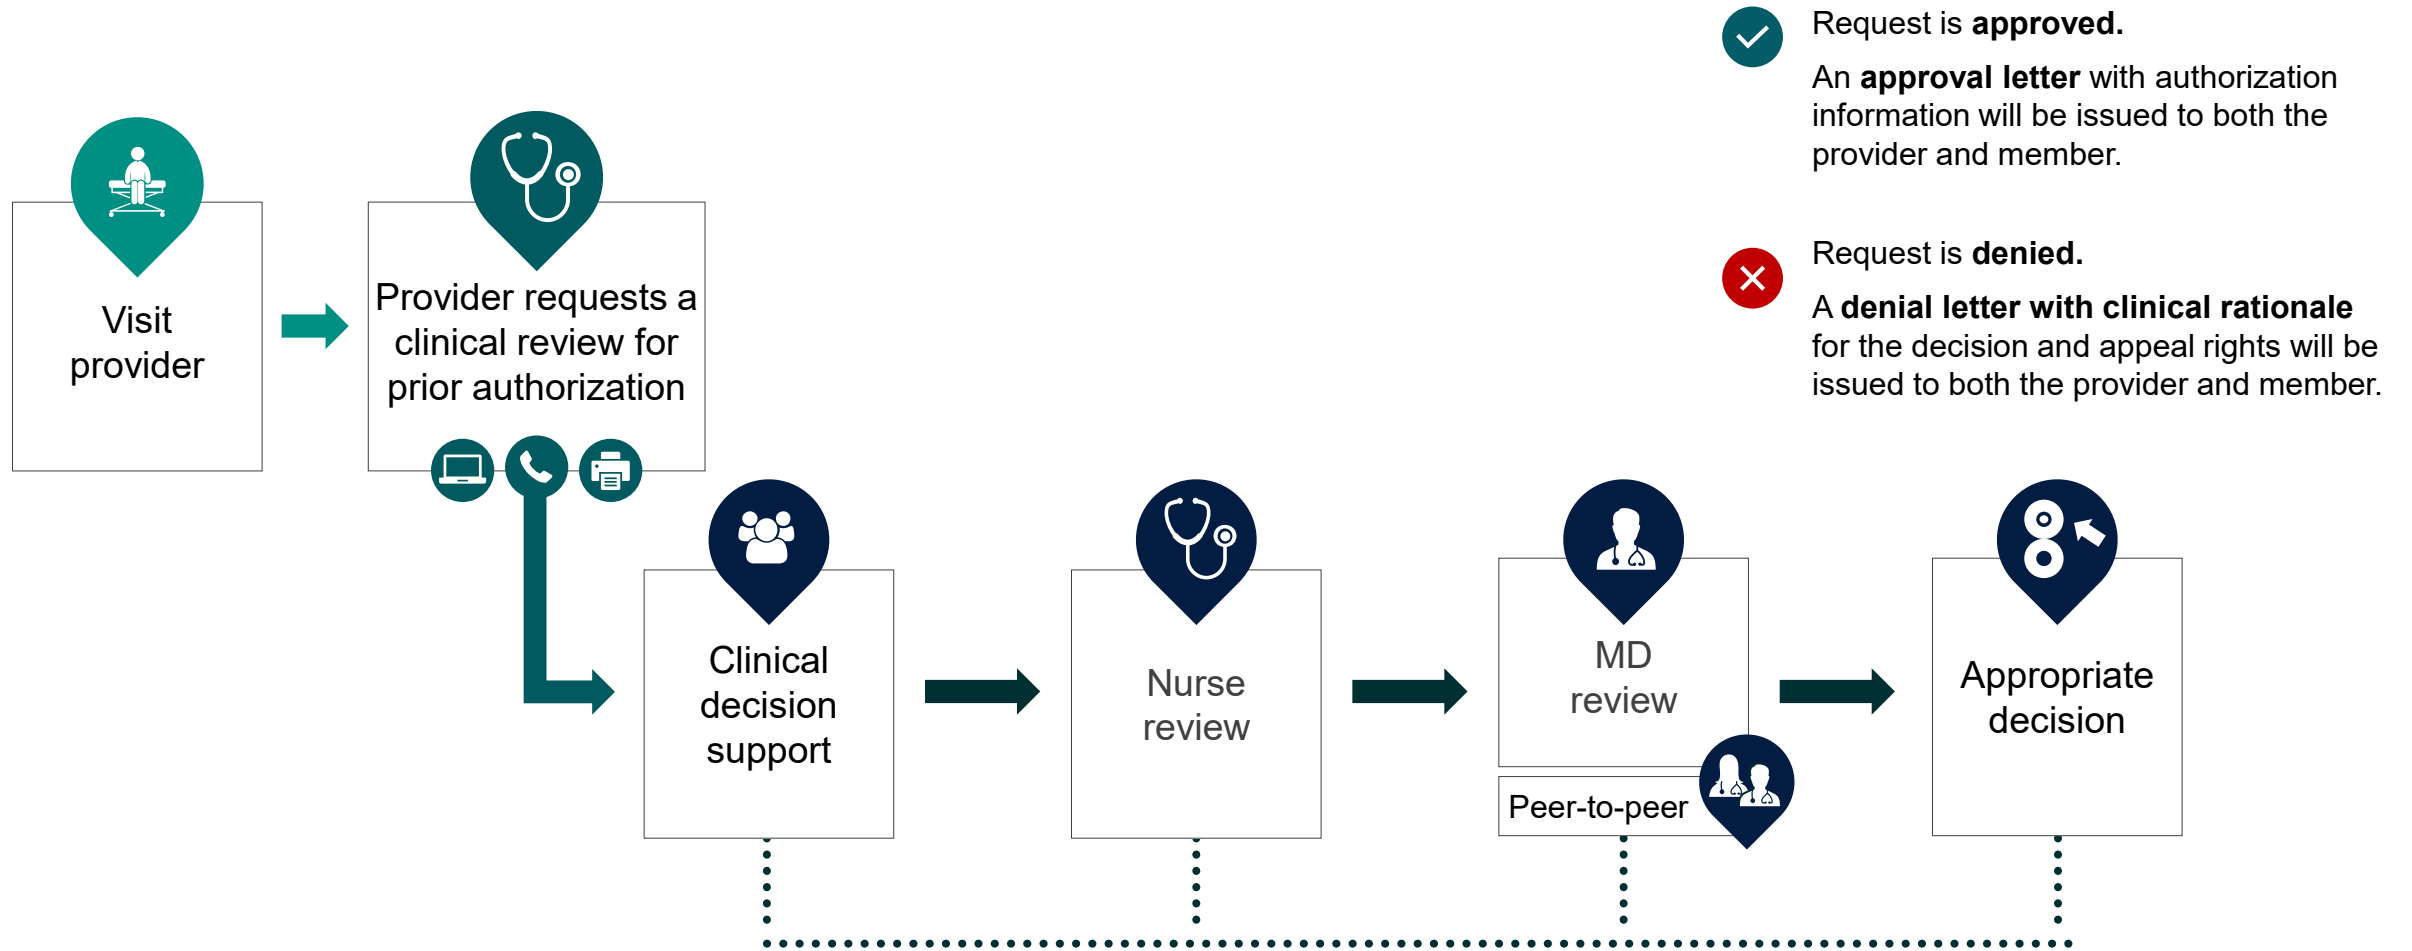 Request is approved.
An approval letter with authorization
information will be issued to both the
provider and member.
Request is denied.
A denial letter with clinical rationale
for the decision and appeal rights will be
issued to both the provider and member.
Visit
provider
Provider requests a
clinical review for
prior authorization
Clinical
decision
support
Nurse
review
MD
review
Peer-to-peer
Appropriate
decision